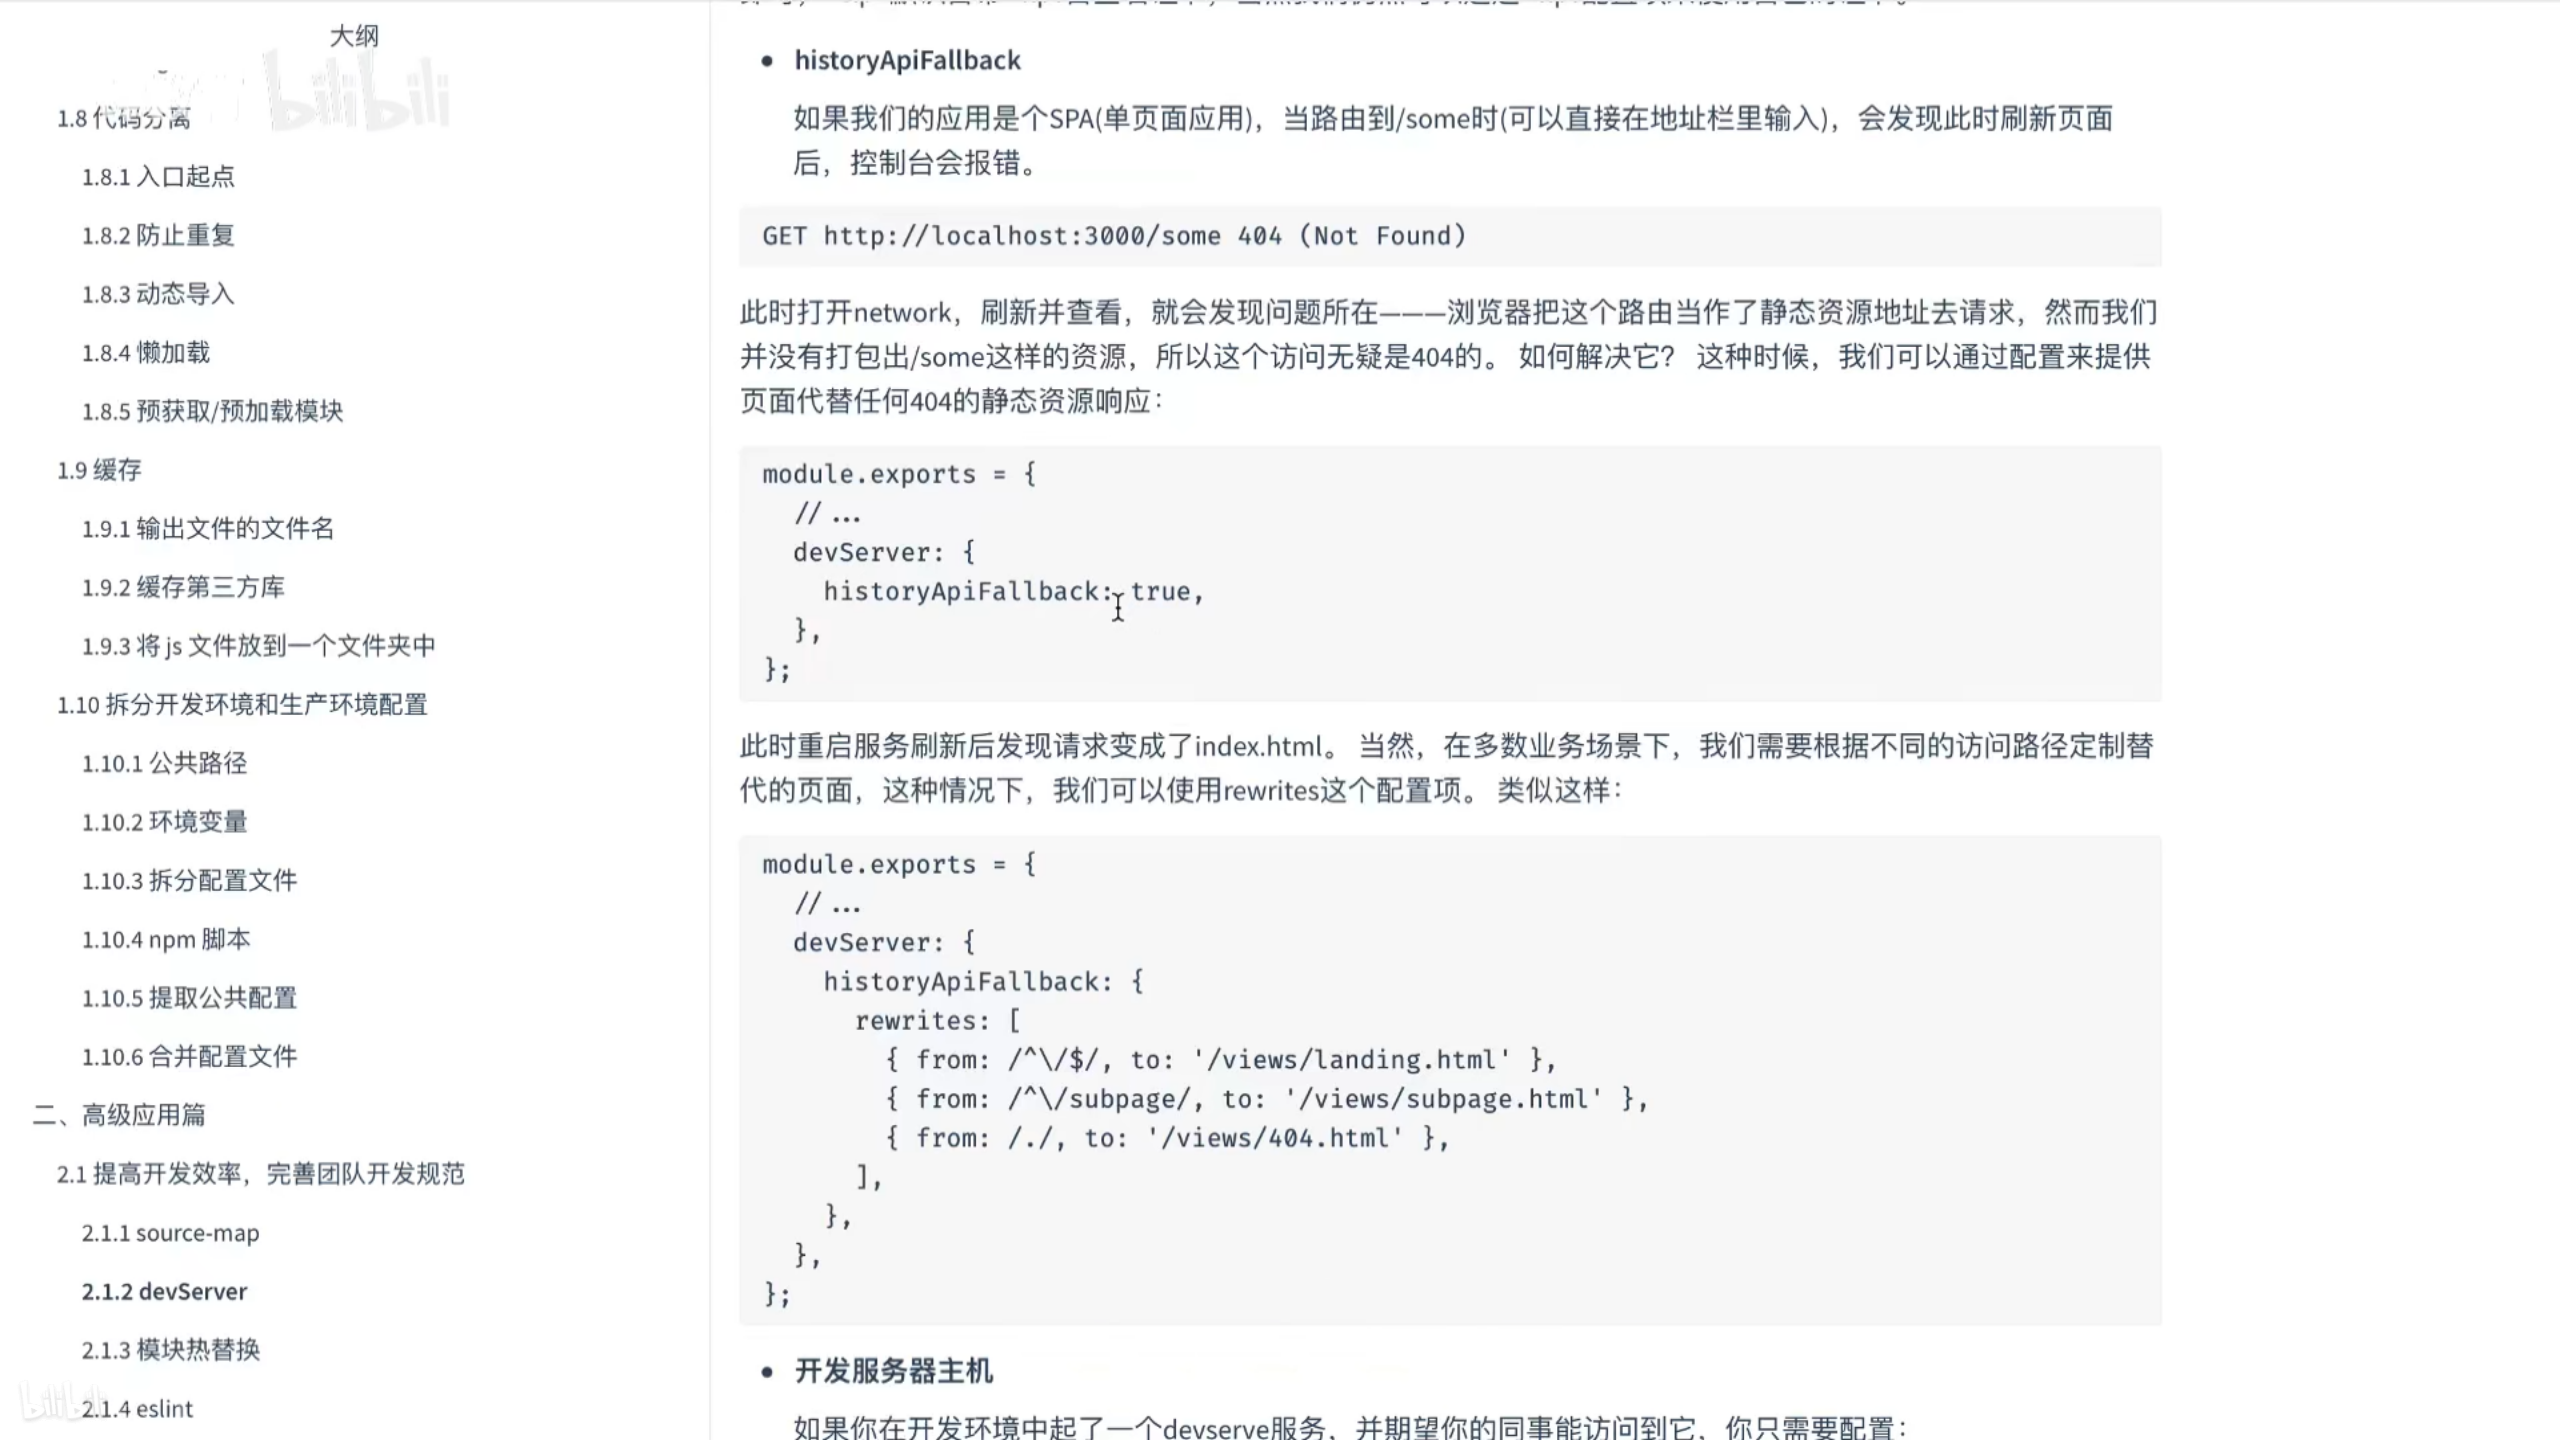 大纲
bilibili
1.8 代码分离
1.8.1 入口起点
1.8.2 防止重复
1.8.3 动态导入
1.8.4 懒加载
1.8.5 预获取/预加载模块
1.9 缓存
1.9.1 输出文件的文件名
1.9.2 缓存第三方库
1.9.3 将 js 文件放到一个文件夹中
1.10 拆分开发环境和生产环境配置
1.10.1 公共路径
1.10.2 环境变量
1.10.3 拆分配置文件
1.10.4 npm 脚本
1.10.5 提取公共配置
1.10.6 合并配置文件
二、高级应用篇
2.1 提高开发效率，完善团队开发规范
2.1.1 source-map
2.1.2 devServer
2.1.3 模块热替换
2.1.4 eslint
• historyApiFallback
如果我们的应用是个SPA(单页面应用)，当路由到/some时(可以直接在地址栏里输入)，会发现此时刷新页面
后，控制台会报错。
GET http://localhost:3000/some 404 (Not Found)
此时打开network，刷新并查看，就会发现问题所在———浏览器把这个路由当作了静态资源地址去请求，然而我们
并没有打包出/some这样的资源，所以这个访问无疑是404的。 如何解决它？ 这种时候，我们可以通过配置来提供
页面代替任何404的静态资源响应：
module.exports = {
  // ...
  devServer: {
    historyApiFallback: true,
  },
};
此时重启服务刷新后发现请求变成了index.html。 当然，在多数业务场景下，我们需要根据不同的访问路径定制替
代的页面，这种情况下，我们可以使用rewrites这个配置项。 类似这样：
module.exports = {
  // ...
  devServer: {
    historyApiFallback: {
      rewrites: [
        { from: /^\/$/, to: '/views/landing.html' },
        { from: /^\/subpage/, to: '/views/subpage.html' },
        { from: /./, to: '/views/404.html' },
      ],
    },
  },
};
• 开发服务器主机
如果你在开发环境中起了一个devserve服务，并期望你的同事能访问到它，你只需要配置：